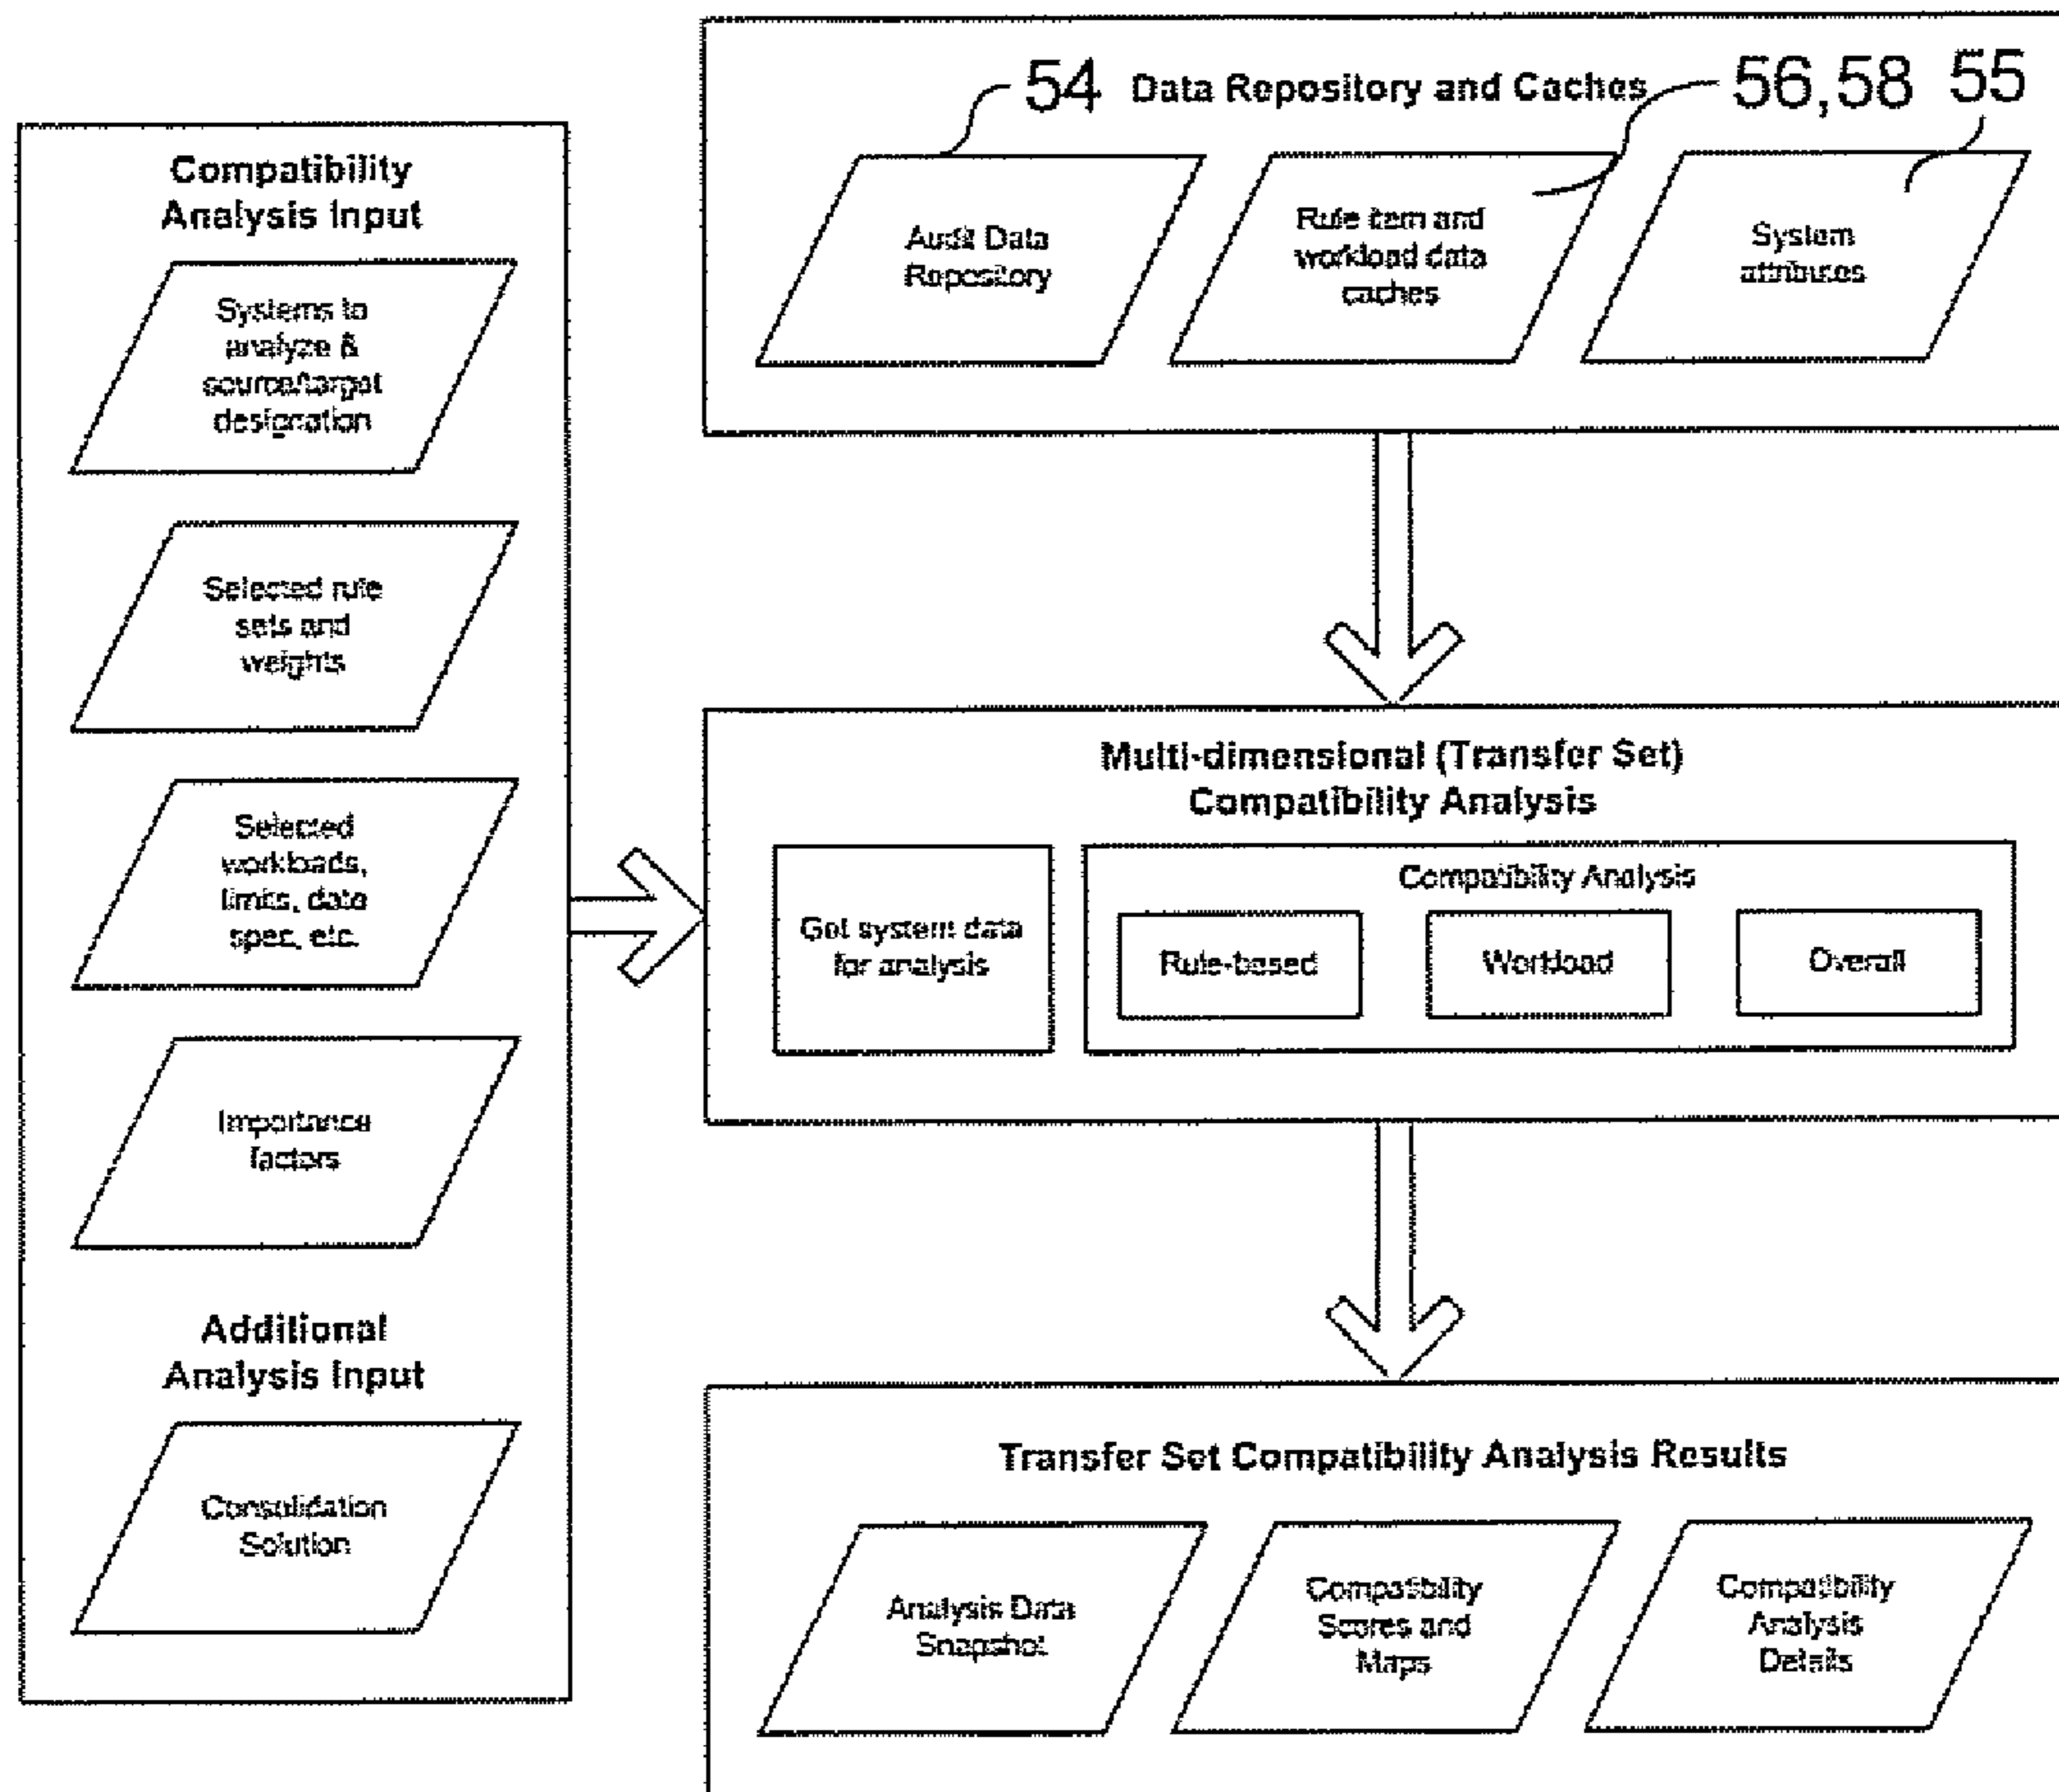 Compatibility
Analysis Input
Systems to
analyze &
source/target
designation
Selected rule
sets and
weights
Selected
workloads,
limits, date
spec, etc.
Importance
factors
Additional
Analysis Input
Consolidation
Solution
54 Data Repository and Caches 56,58 55
Audit Data
Repository
Rule item and
workload data
caches
System
attributes
Multi-dimensional (Transfer Set)
Compatibility Analysis
Get system data
for analysis
Compatibility Analysis
Rule-based
Workload
Overall
Transfer Set Compatibility Analysis Results
Analysis Data
Snapshot
Compatibility
Scores and
Maps
Compatibility
Analysis
Details